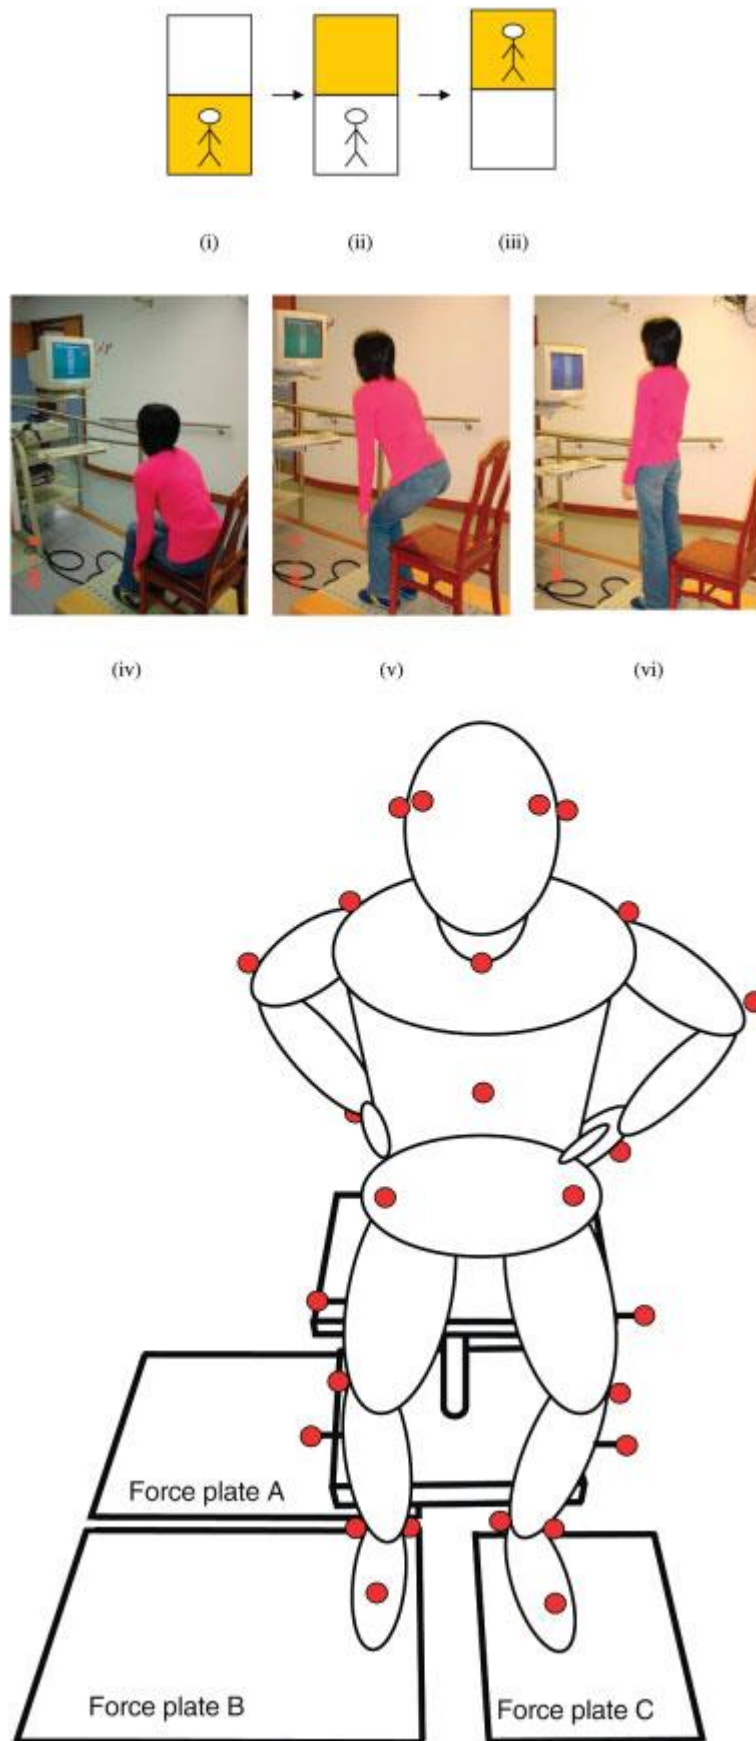 (i) (ii) (iii)
(iv) (v) (vi)
Force plate A
Force plate B
Force plate C